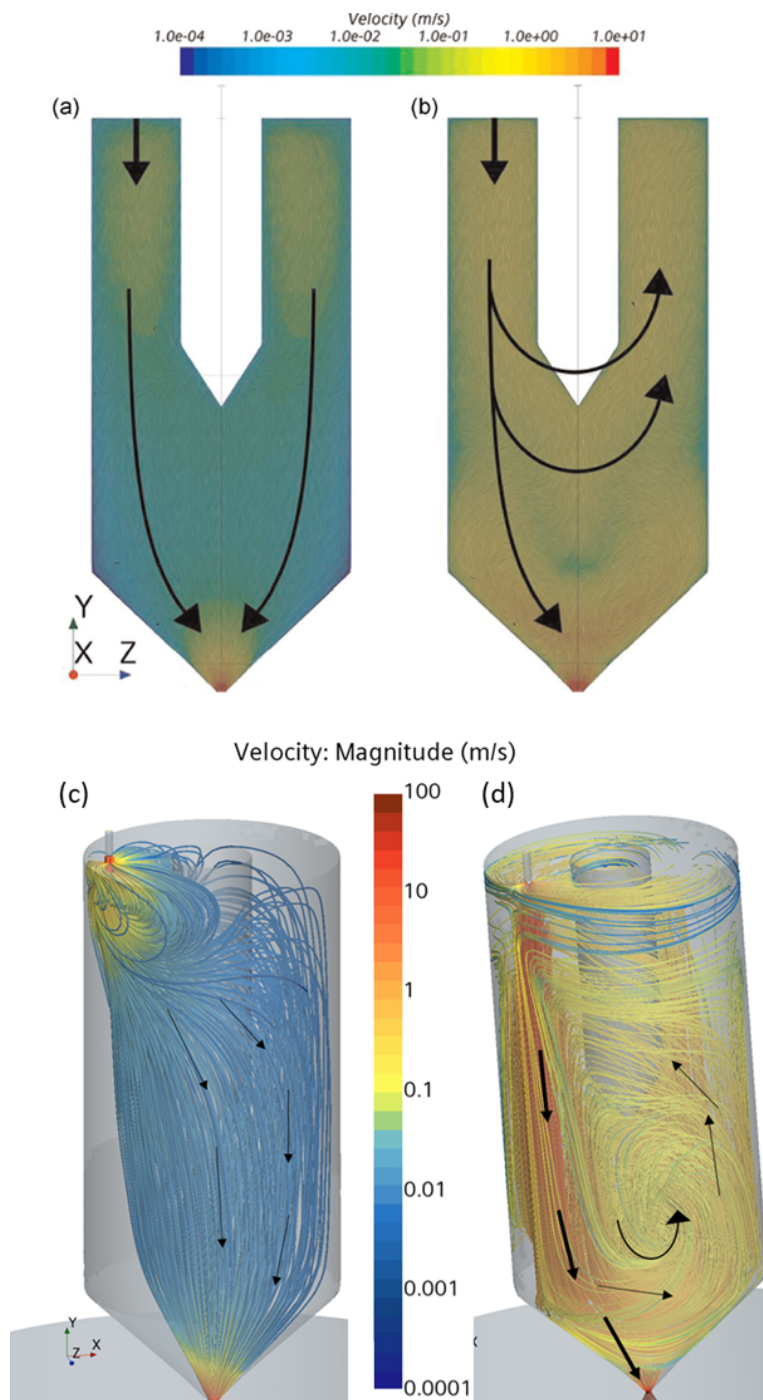 Velocity (m/s)
1.0e-04 1.0e-03 1.0e-02 1.0e-01 1.0e+00 1.0e+01
(a) (b)
Y
X Z
Velocity: Magnitude (m/s)
(c) (d)
100
10
1
0.1
0.01
0.001
0.0001
Y
Z X